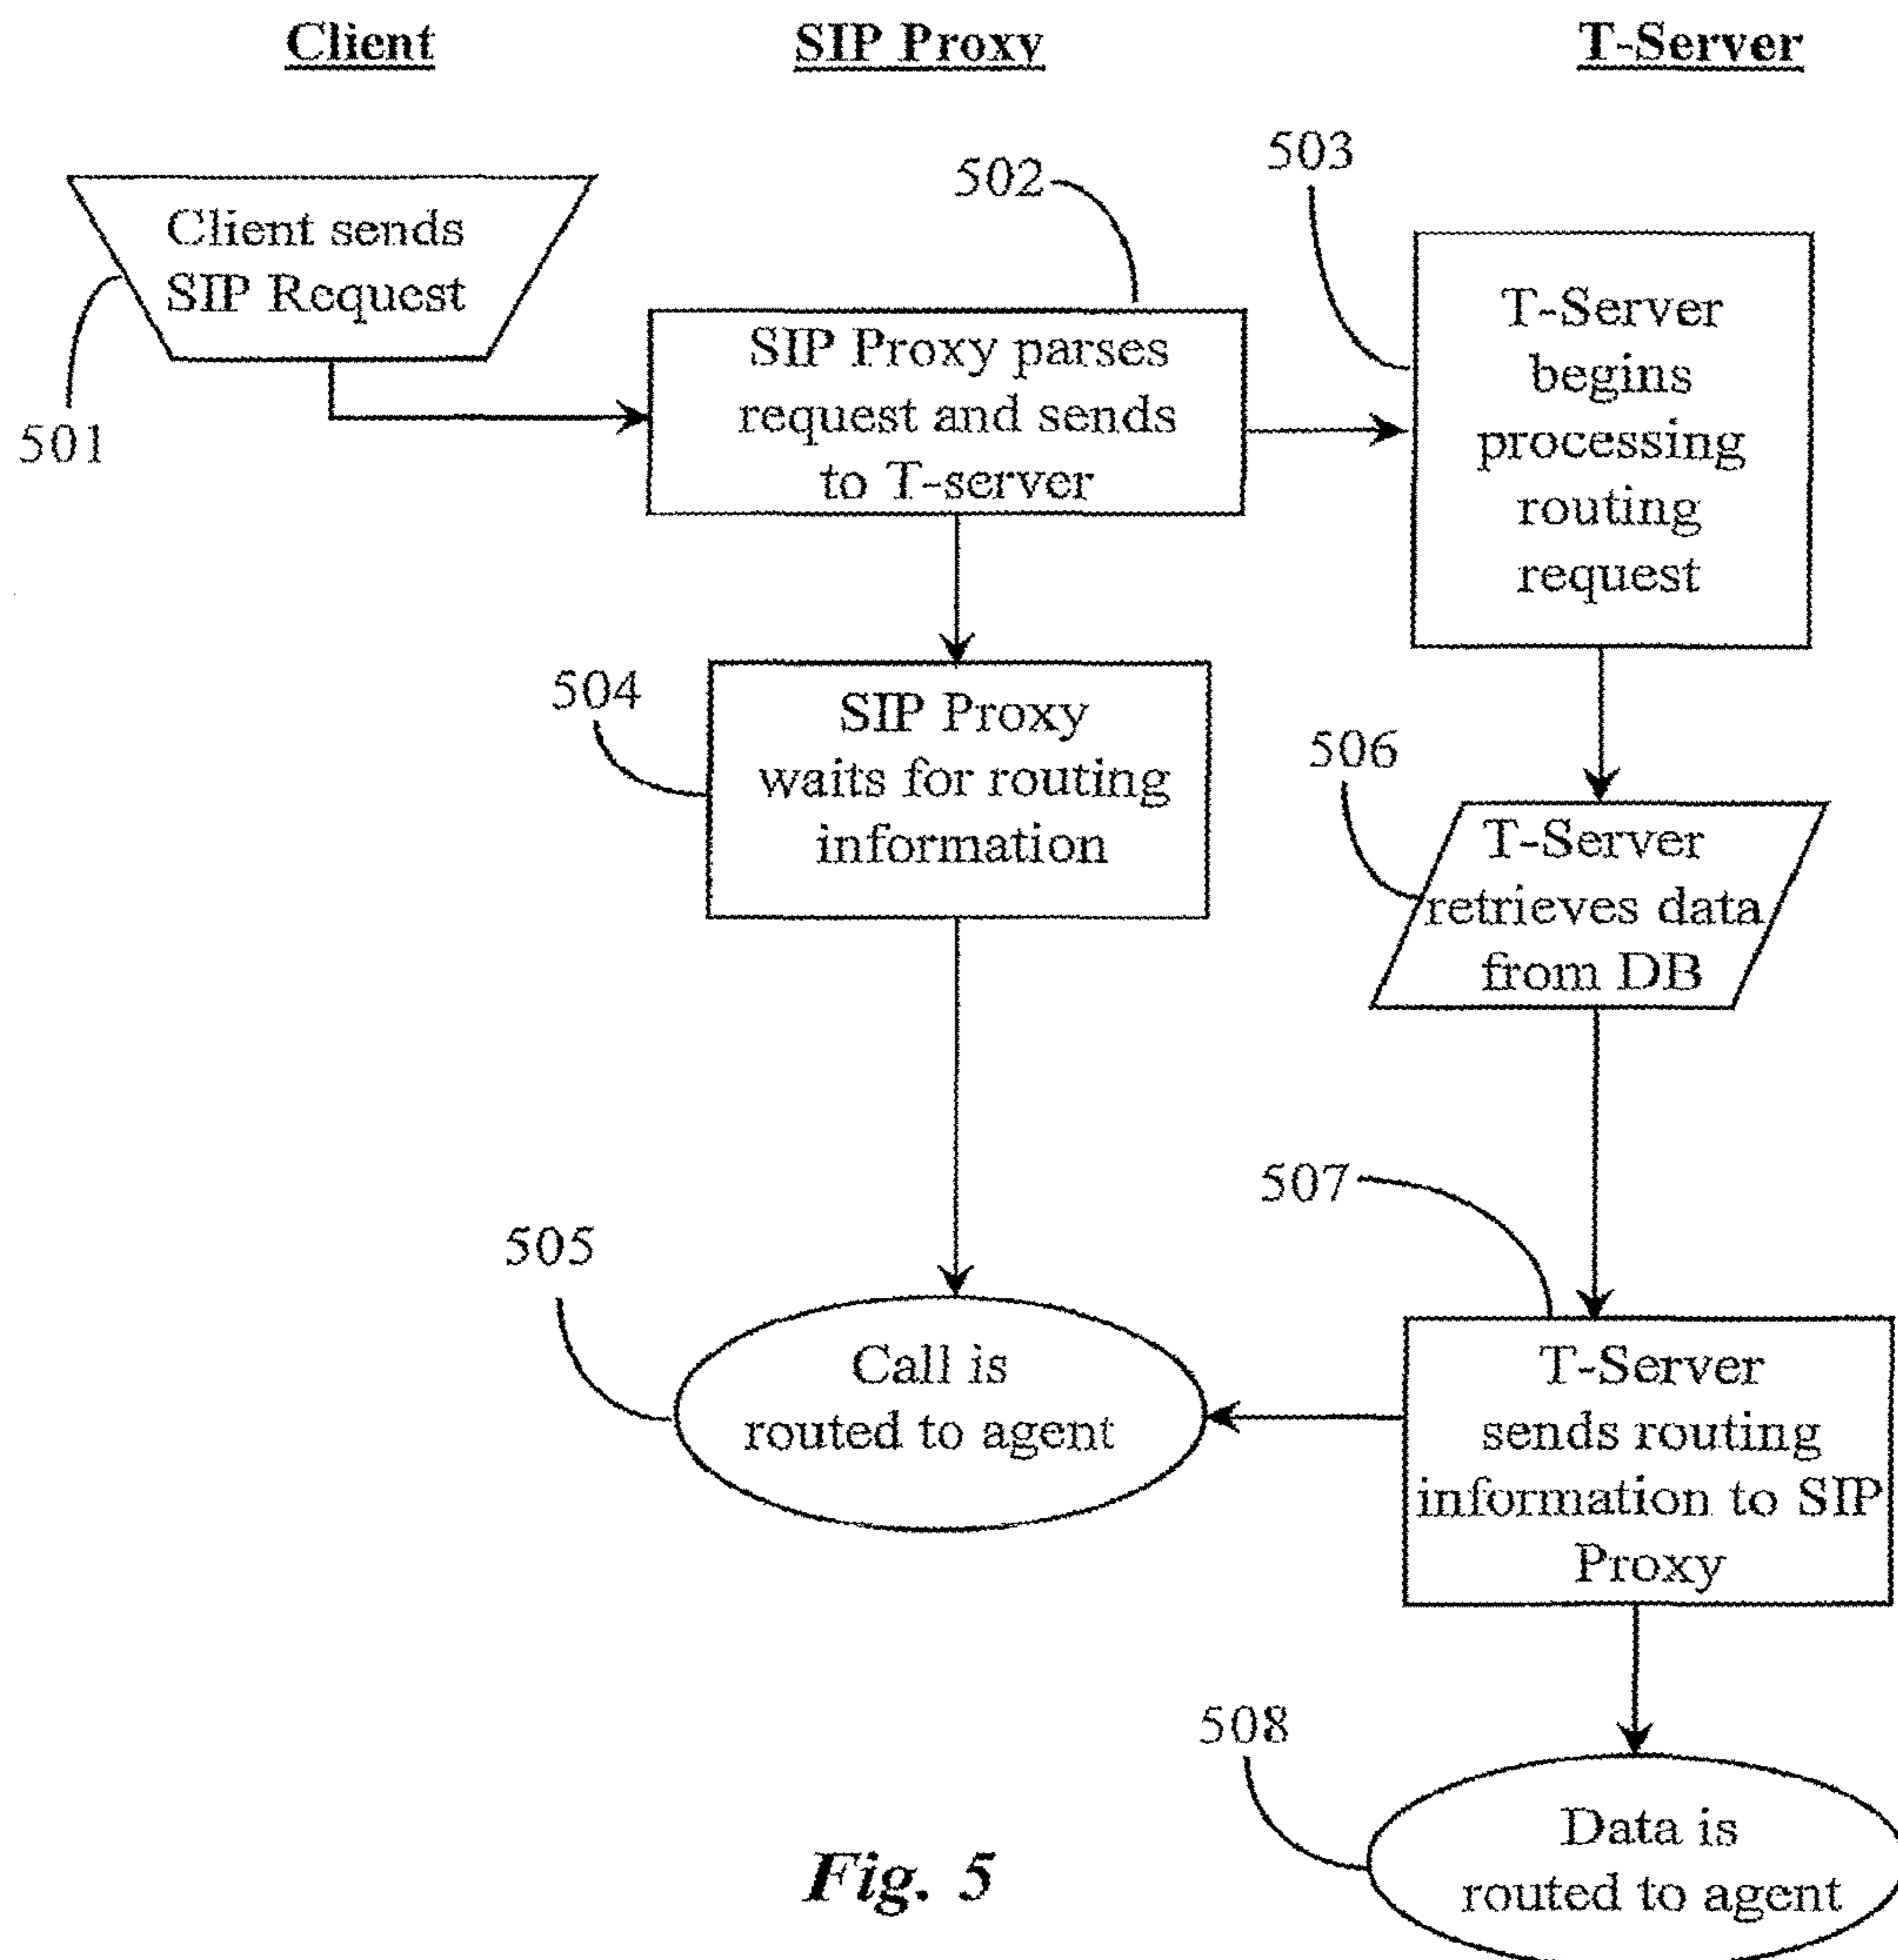 Client
SIP Proxy
T-Server
503
502
Client sends
SIP Request
501
SIP Proxy parses
request and sends
to T-server
T-Server
begins
processing
routing
request
504
SIP Proxy
waits for routing
information
506
T-Server
retrieves data
from DB
507
505
Call is
routed to agent
T-Server
sends routing
information to SIP
Proxy
508
Data is
routed to agent
Fig. 5